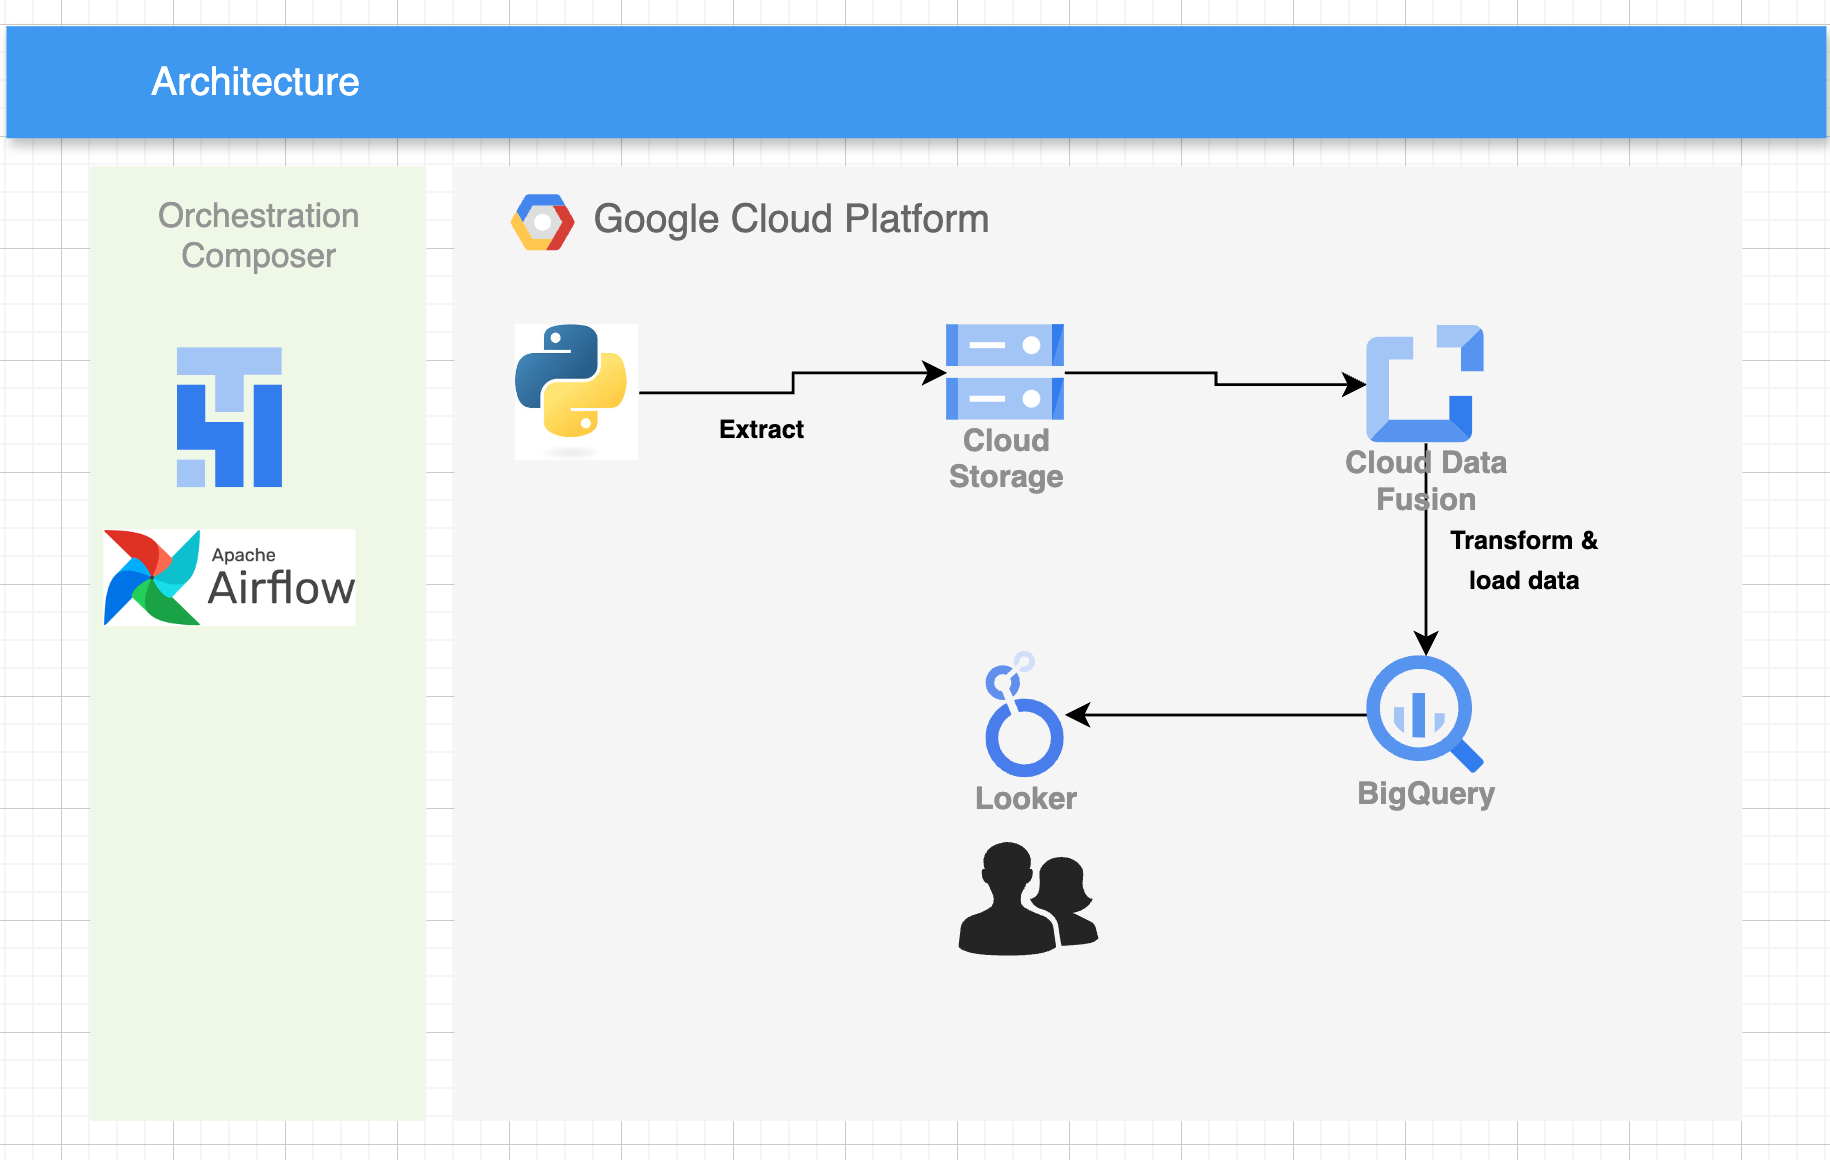 Architecture
Orchestration
Composer
Apache
Airflow
Google Cloud Platform
Extract
Cloud
Storage
Cloud Data
Fusion
Transform &
load data
Looker
BigQuery